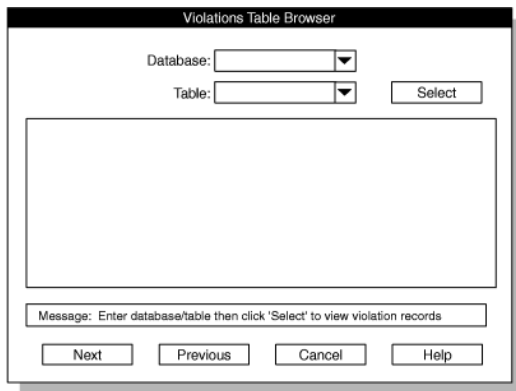 Violations Table Browser
Database:
Table:
Select
Message: Enter database/table then click 'Select' to view violation records
Next Previous Cancel Help